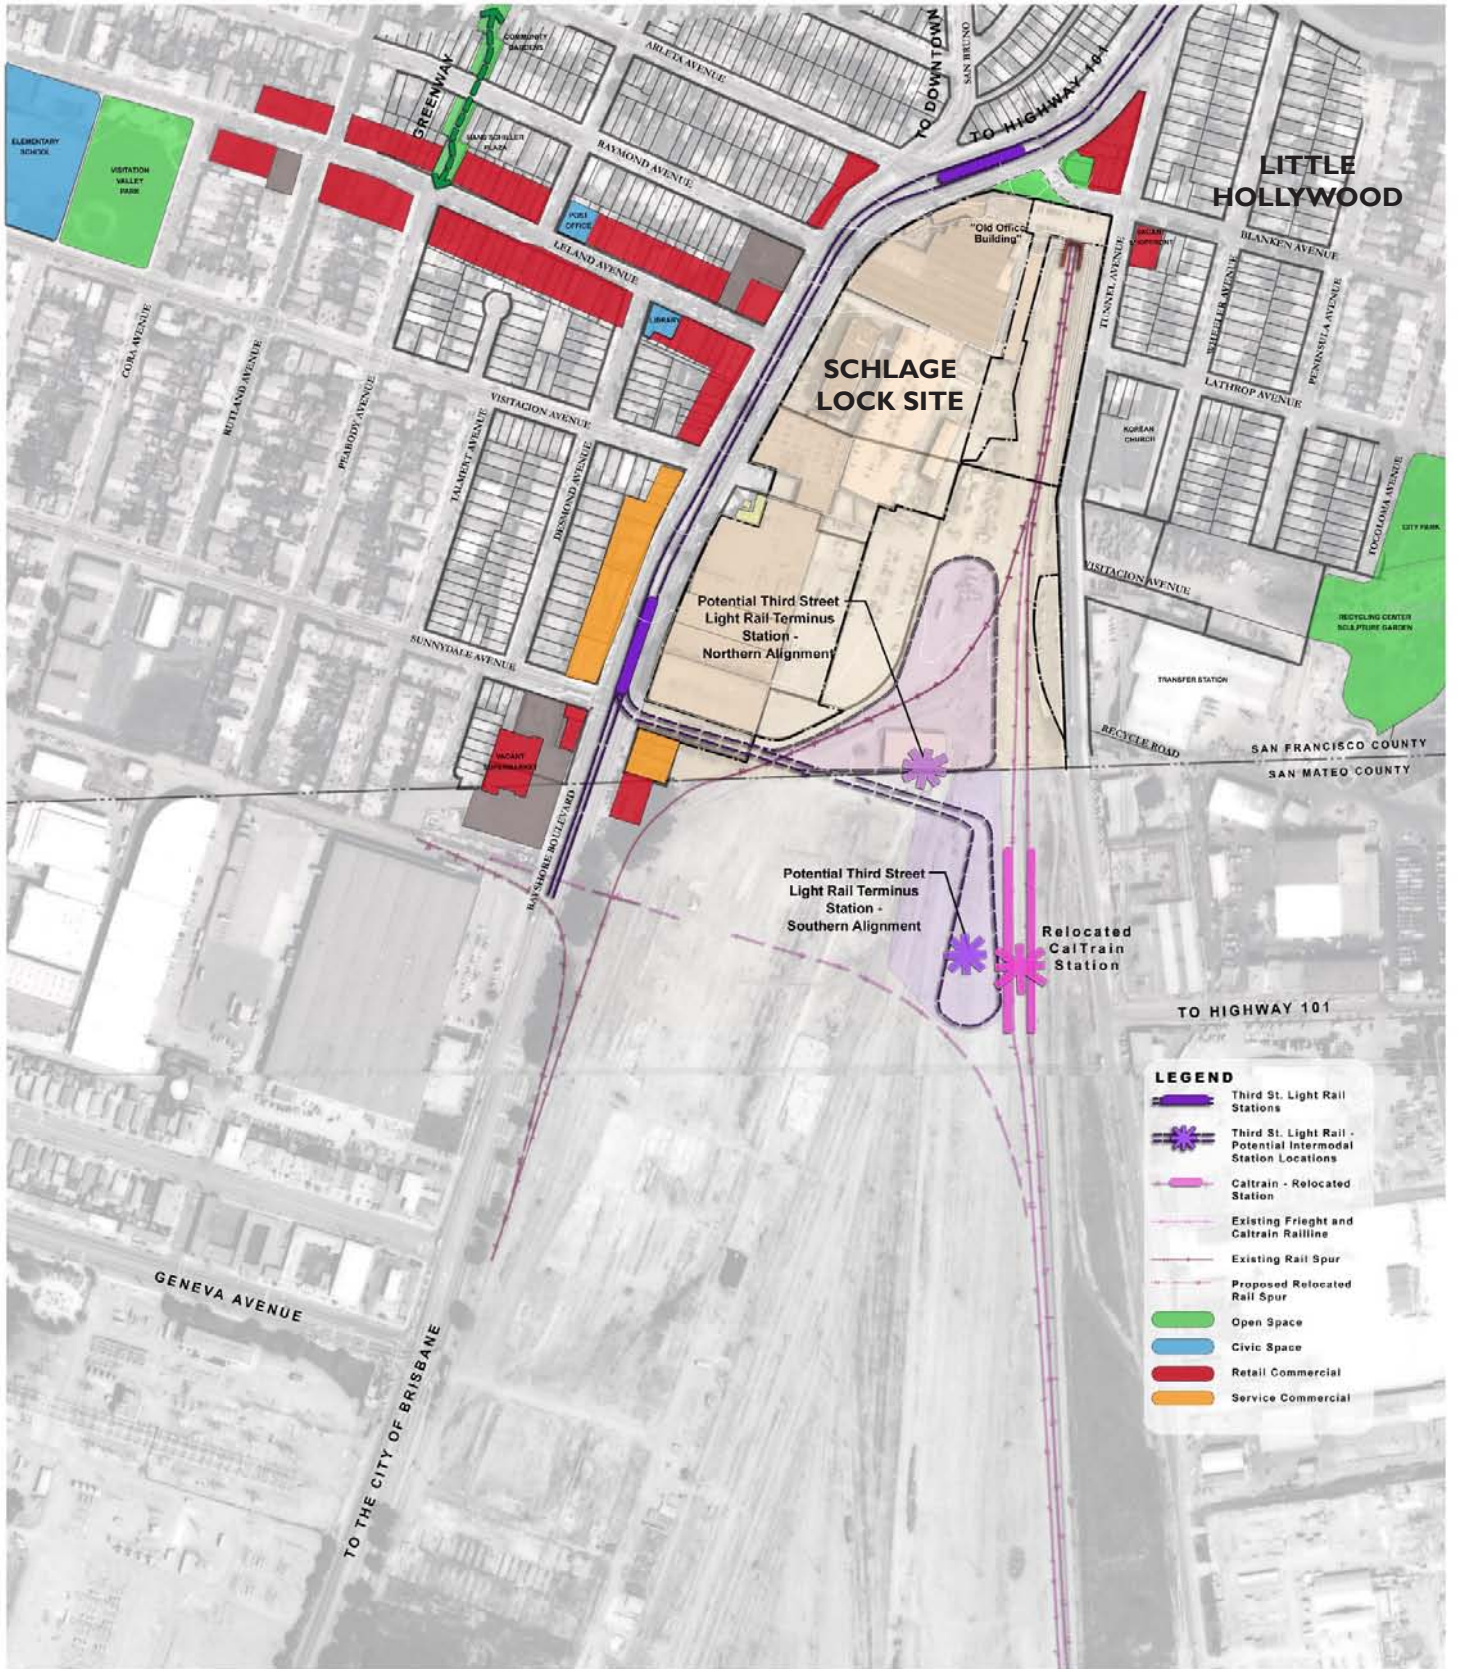 COMMUNITY
GARDENS
GREENWAY
ARLETA AVENUE
TO DOWNTOWN
SAN BRUNO
TO HIGHWAY 101
ELEMENTARY
SCHOOL
VISITATION
VALLEY
PARK
HANS SCHILLER
PLAZA
RAYMOND AVENUE
LITTLE
HOLLYWOOD
POST
OFFICE
LELAND AVENUE
"Old Office
Building"
VACANT
BLANKEN AVENUE
TUNNEL AVENUE
WHEELER AVENUE
PENINSULA AVENUE
LIBRARY
CORA AVENUE
RUTLAND AVENUE
PEABODY AVENUE
SCHLAGE
LOCK SITE
LATHROP AVENUE
VISITACION AVENUE
TALMERT AVENUE
DESMOND AVENUE
KOREAN
CHURCH
TOCOLOMA AVENUE
CITY PARK
VISITACION AVENUE
Potential Third Street
Light Rail Terminus
Station -
Northern Alignment
RECYCLING CENTER
SCULPTURE GARDEN
SUNNYDALE AVENUE
TRANSFER STATION
RECYCLE ROAD
SAN FRANCISCO COUNTY
SAN MATEO COUNTY
VACANT
SUPERMARKET
BAYSHORE BOULEVARD
Potential Third Street
Light Rail Terminus
Station -
Southern Alignment
Relocated
CalTrain
Station
TO HIGHWAY 101
LEGEND
Third St. Light Rail
Stations
Third St. Light Rail -
Potential Intermodal
Station Locations
Caltrain - Relocated
Station
Existing Frieght and
Caltrain Railline
Existing Rail Spur
Proposed Relocated
Rail Spur
Open Space
Civic Space
Retail Commercial
Service Commercial
GENEVA AVENUE
TO THE CITY OF BRISBANE